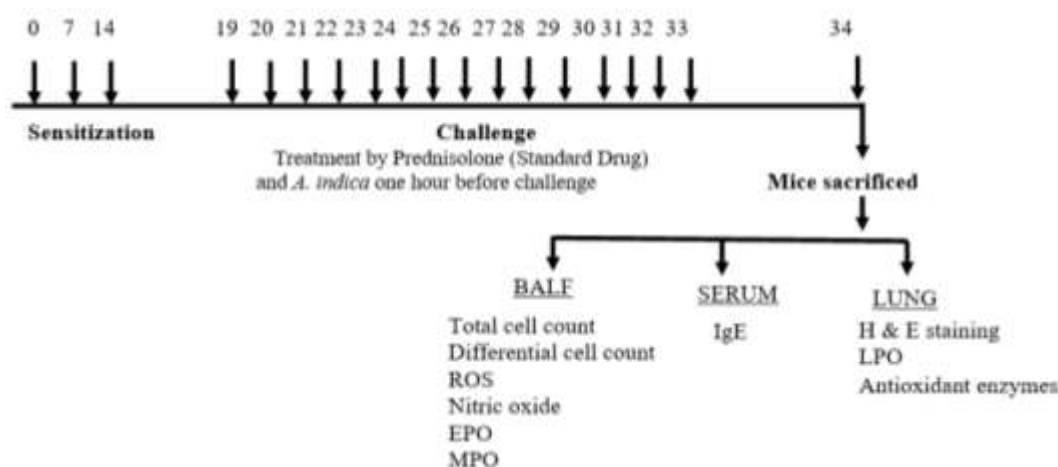 0 7 14 19 20 21 22 23 24 25 26 27 28 29 30 31 32 33 34
Sensitization
Challenge
Treatment by Prednisolone (Standard Drug)
and A. indica one hour before challenge
Mice sacrificed
BALF
Total cell count
Differential cell count
ROS
Nitric oxide
EPO
MPO
SERUM
IgE
LUNG
H & E staining
LPO
Antioxidant enzymes